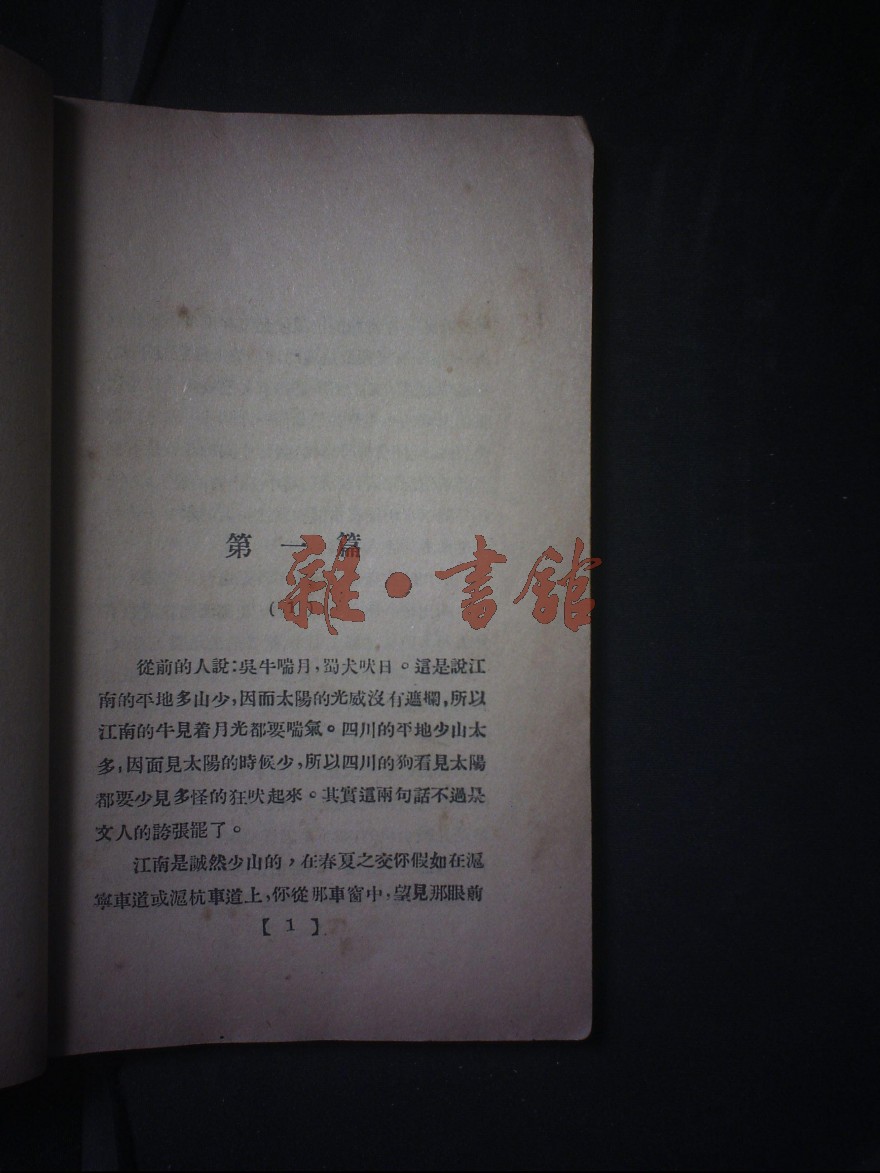 第一篇
雜·書館
(1)
從前的人說:吳牛喘月,蜀犬吠日。這是說江
南的平地多山少,因而太陽的光威沒有遮欄,所以
江南的牛見着月光都要喘氣。四川的平地少山太
多,因而見太陽的時候少,所以四川的狗看見太陽
都要少見多怪的狂吠起來。其實這兩句話不過是
文人的誇張罷了。
江南是誠然少山的,在春夏之交你假如在滬
寧車道或滬杭車道上,你從那車窗中,望見那眼前
【1】